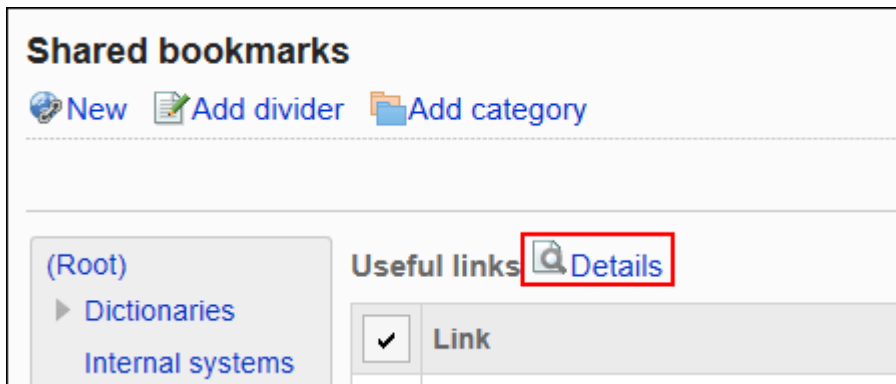 Shared bookmarks
New Add divider Add category
(Root)
Useful links Details
Dictionaries
Link
Internal systems